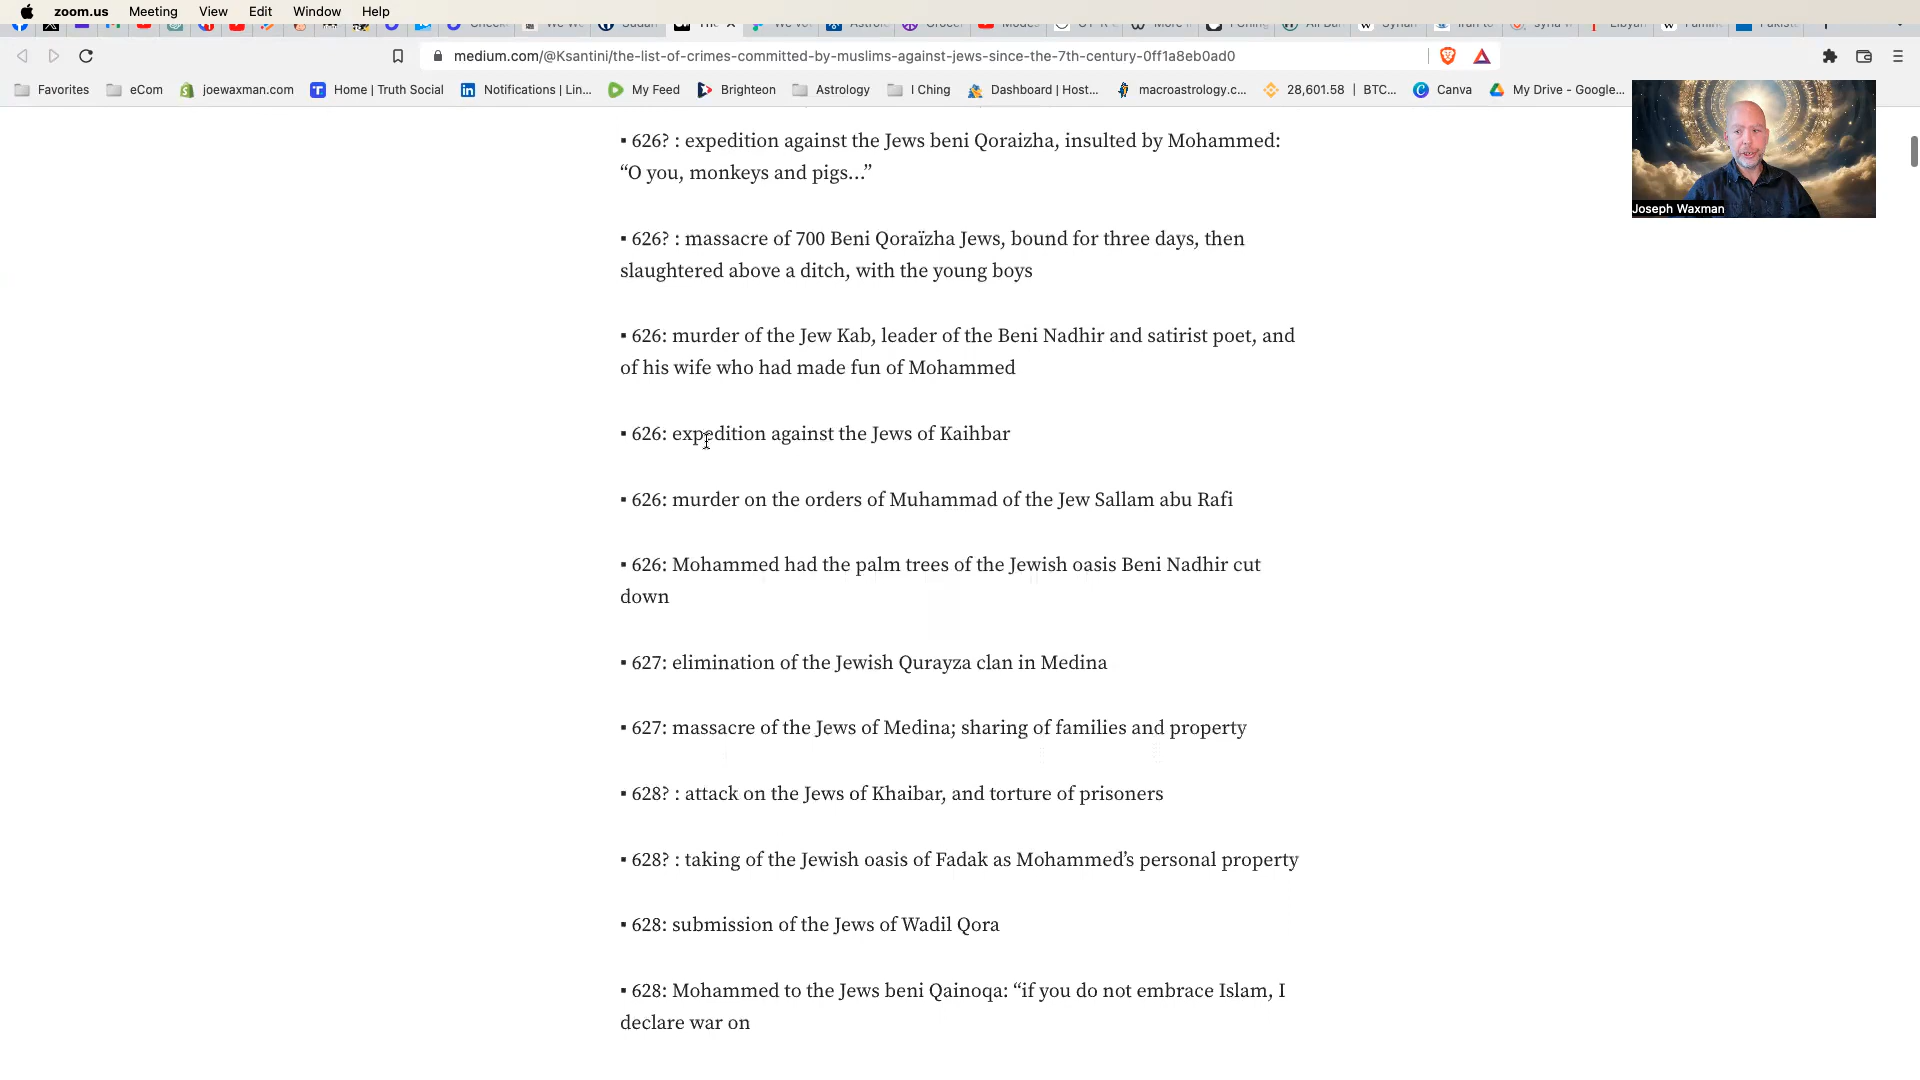 zoom.us Meeting View Edit Window Help
medium.com/@Ksantini/the-list-of-crimes-committed-by-muslims-against-jews-since-the-7th-century-0ff1a8eb0ad0
Favorites eCom joewaxman.com Home | Truth Social Notifications | Lin... My Feed Brighteon Astrology I Ching Dashboard | Host... macroastrology.c... 28,601.58 | BTC... Canva My Drive - Google...
▪ 626? : expedition against the Jews beni Qoraizha, insulted by Mohammed:
“O you, monkeys and pigs…”
▪ 626? : massacre of 700 Beni Qoraïzha Jews, bound for three days, then
slaughtered above a ditch, with the young boys
▪ 626: murder of the Jew Kab, leader of the Beni Nadhir and satirist poet, and
of his wife who had made fun of Mohammed
▪ 626: expedition against the Jews of Kaihbar
▪ 626: murder on the orders of Muhammad of the Jew Sallam abu Rafi
▪ 626: Mohammed had the palm trees of the Jewish oasis Beni Nadhir cut
down
▪ 627: elimination of the Jewish Qurayza clan in Medina
▪ 627: massacre of the Jews of Medina; sharing of families and property
▪ 628? : attack on the Jews of Khaibar, and torture of prisoners
▪ 628? : taking of the Jewish oasis of Fadak as Mohammed’s personal property
▪ 628: submission of the Jews of Wadil Qora
▪ 628: Mohammed to the Jews beni Qainoqa: “if you do not embrace Islam, I
declare war on
Joseph Waxman